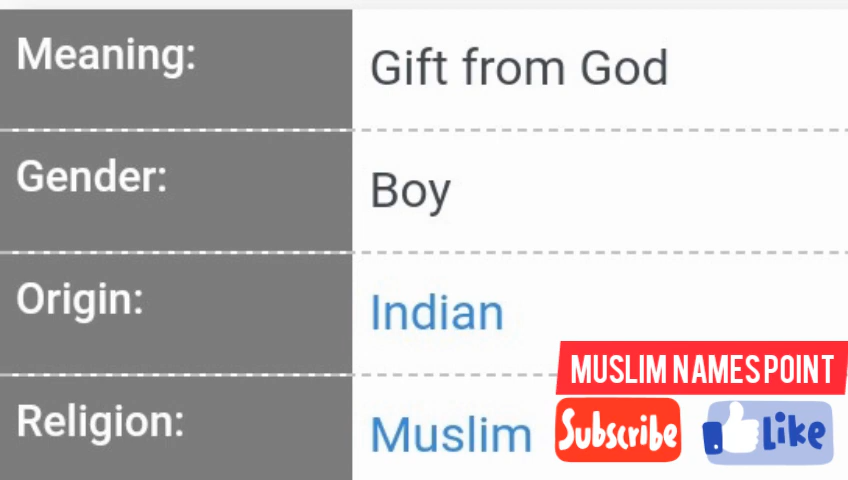 Meaning: Gift from God
Gender: Boy
Origin: Indian
MUSLIM NAMES POINT
Religion: Muslim
Subscribe Like